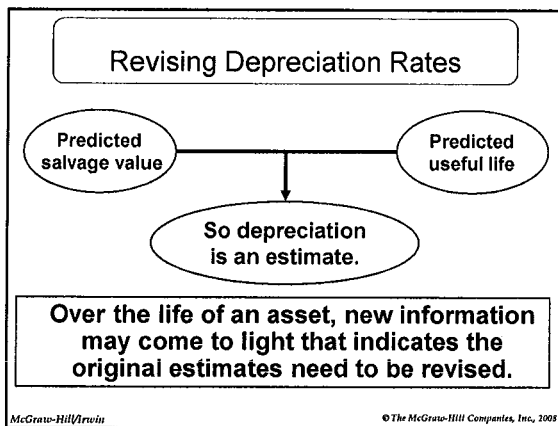 Revising Depreciation Rates
Predicted
salvage value
Predicted
useful life
So depreciation
is an estimate.
Over the life of an asset, new information
may come to light that indicates the
original estimates need to be revised.
McGraw-Hill/Irwin
© The McGraw-Hill Companies, Inc., 2008